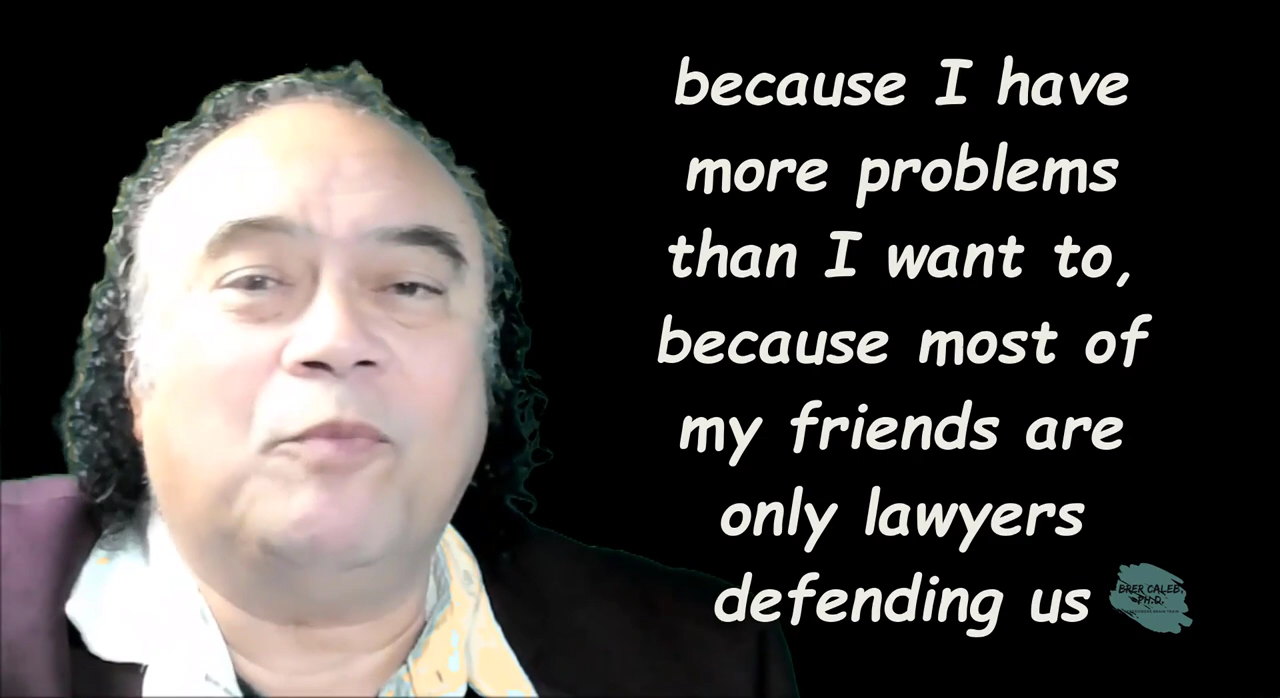 because I have
more problems
than I want to,
because most of
my friends are
only lawyers
defending us
BRER CALEB,
PH.D.